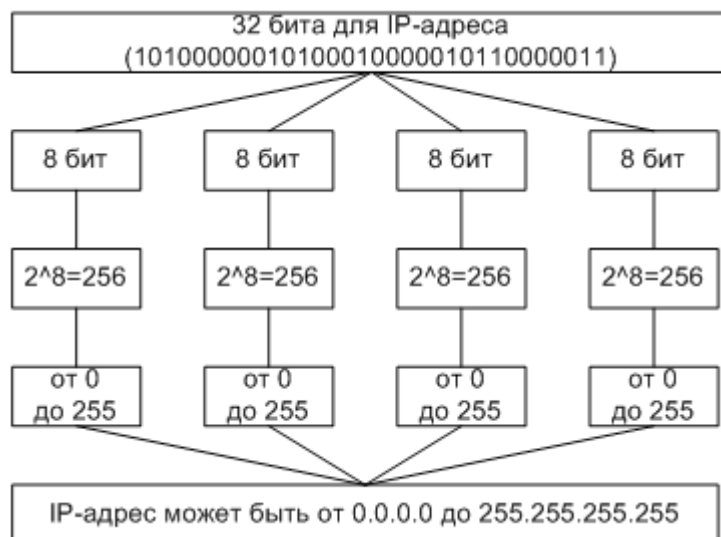 32 бита для IP-адреса
(10100000010100010000010110000011)
8 бит
8 бит
8 бит
8 бит
2^8=256
2^8=256
2^8=256
2^8=256
от 0
до 255
от 0
до 255
от 0
до 255
от 0
до 255
IP-адрес может быть от 0.0.0.0 до 255.255.255.255